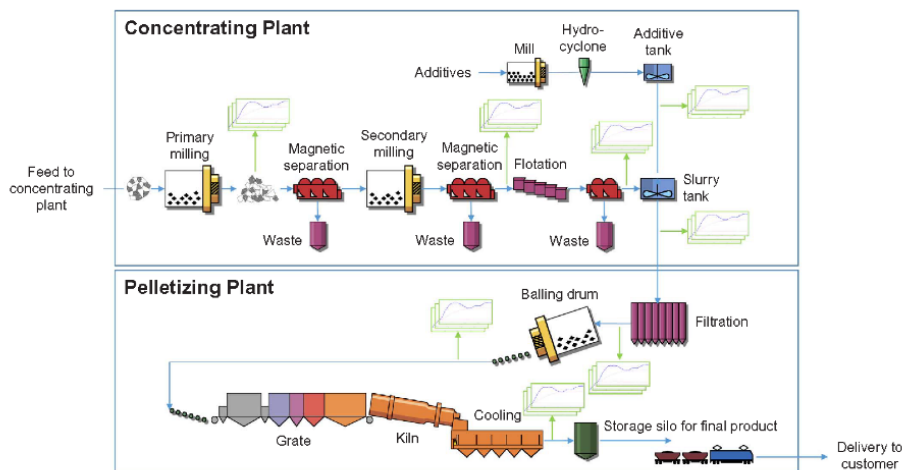 Concentrating Plant
Hydro-
cyclone
Additive
tank
Mill
Additives
Primary
milling
Magnetic
separation
Secondary
milling
Magnetic
separation
Flotation
Feed to
concentrating
plant
Slurry
tank
Waste
Waste
Waste
Pelletizing Plant
Balling drum
Filtration
Grate
Kiln
Cooling
Storage silo for final product
Delivery to
customer